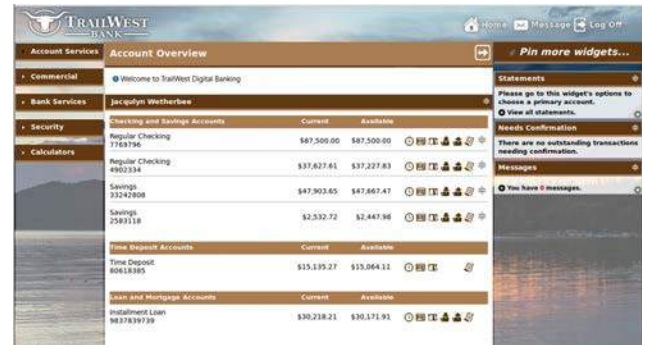 TRAILWEST
BANK
Home Message Log Off
Account Services
Commercial
Bank Services
Security
Calculators
Account Overview
Welcome to TrailWest Digital Banking
Jacqulyn Wetherbee
Checking and Savings Accounts Current Available
Regular Checking $87,500.00 $87,500.00
7769796
Regular Checking $37,627.61 $37,227.83
4902334
Savings $47,903.65 $47,867.47
33242808
Savings $2,532.72 $2,447.98
2583118
Time Deposit Accounts Current Available
Time Deposit $15,135.27 $15,064.11
80618385
Loan and Mortgage Accounts Current Available
Installment Loan $30,218.21 $30,171.91
9837839739
Pin more widgets...
Statements
Please go to this widget's options to
choose a primary account.
View all statements.
Needs Confirmation
There are no outstanding transactions
needing confirmation.
Messages
You have 0 messages.